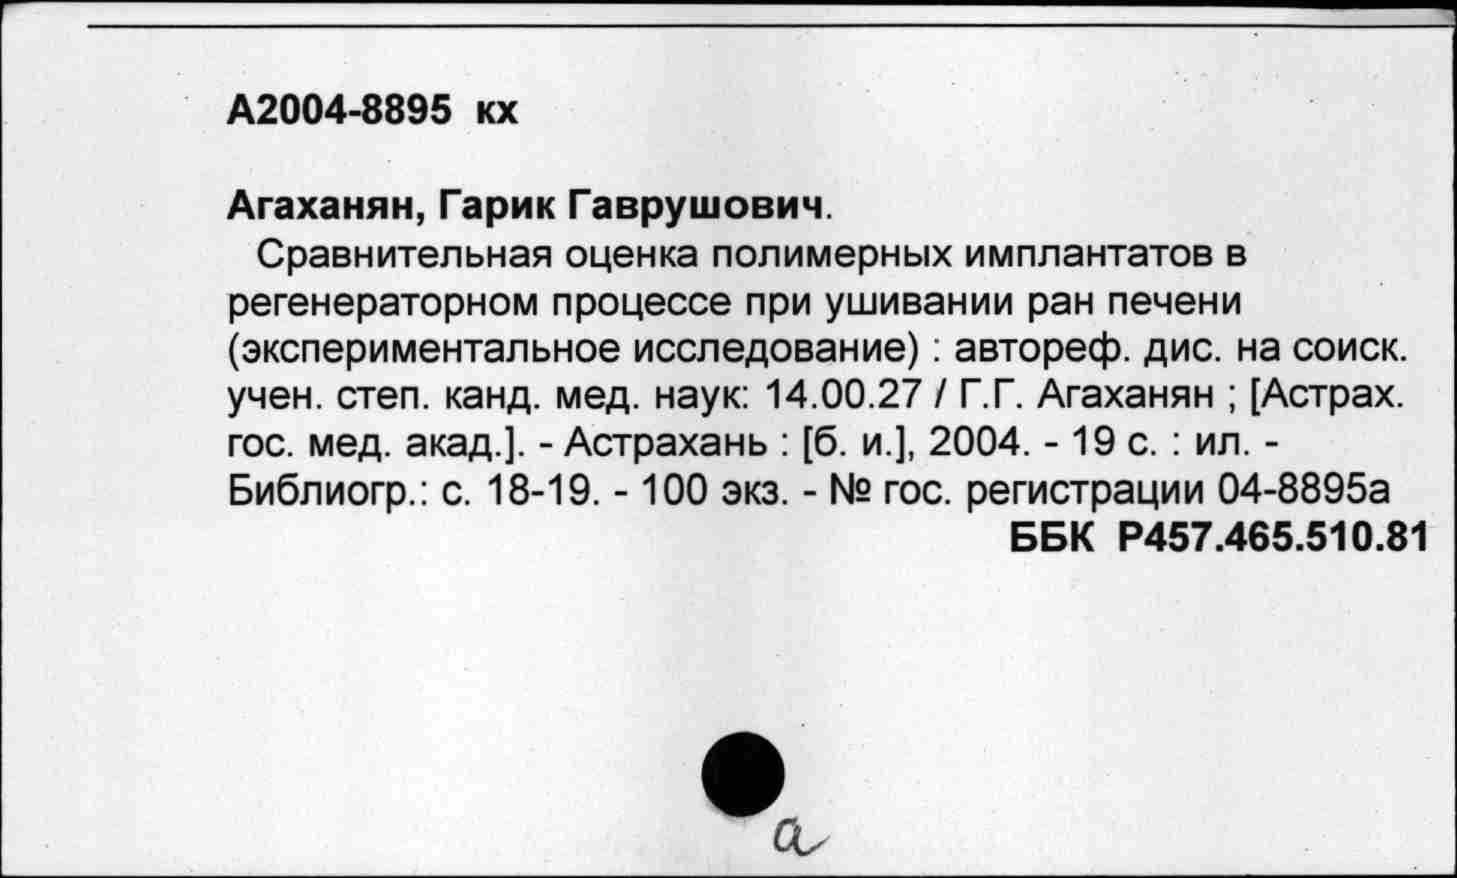 А2004-8895 кх
Агаханян, Гарик Гаврушович.
Сравнительная оценка полимерных имплантатов в
регенераторном процессе при ушивании ран печени
(экспериментальное исследование) : автореф. дис. на соиск.
учен. степ. канд. мед. наук: 14.00.27 / Г.Г. Агаханян ; [Астрах.
гос. мед. акад.]. - Астрахань : [б. и.], 2004. - 19 с. : ил. -
Библиогр.: с. 18-19. - 100 экз. - № гос. регистрации 04-8895а
ББК Р457.465.510.81
а